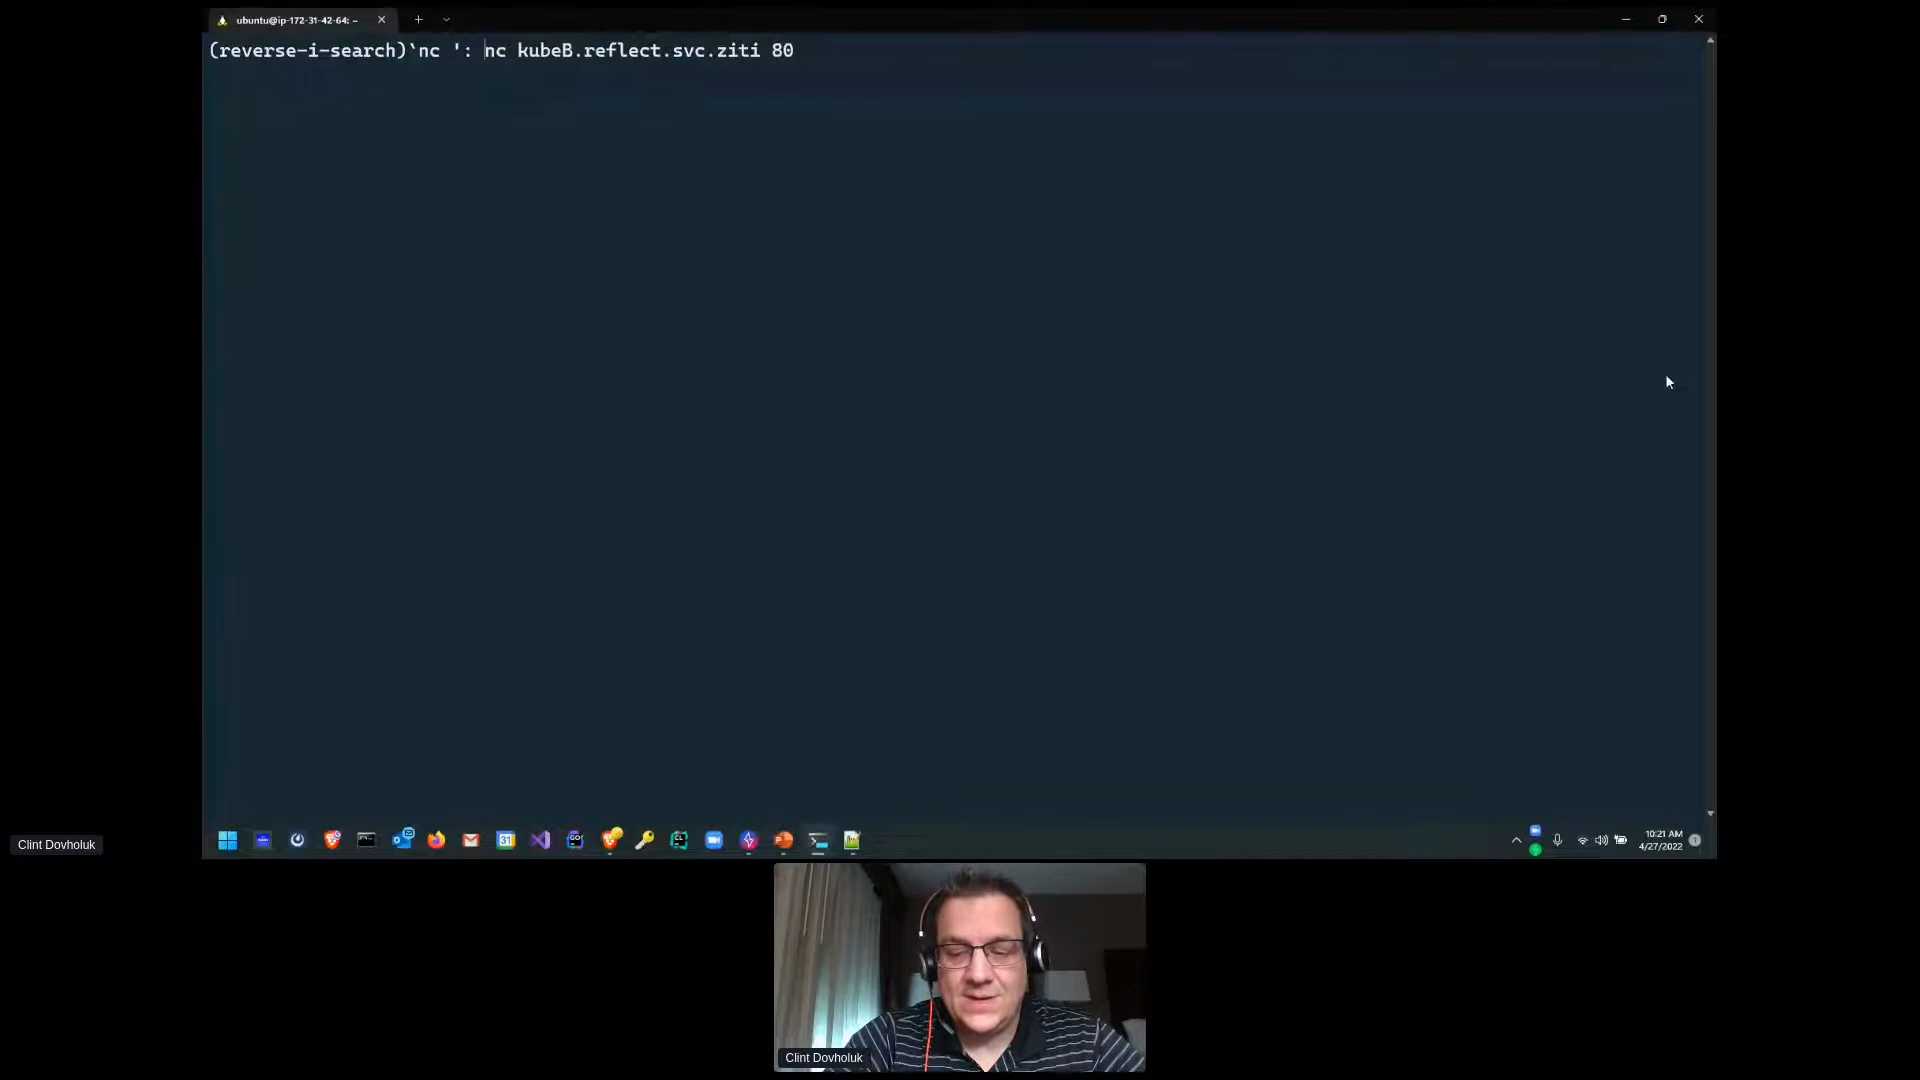 ubuntu@ip-172-31-42-64: ~
(reverse-i-search)`nc ': nc kubeB.reflect.svc.ziti 80
10:21 AM
4/27/2022
Clint Dovholuk
Clint Dovholuk